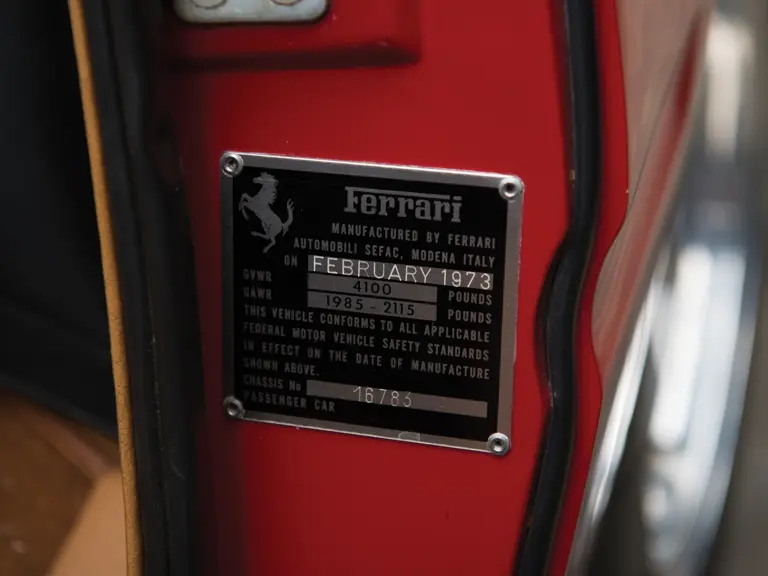 Ferrari
MANUFACTURED BY FERRARI
AUTOMOBILI SEFAC, MODENA ITALY
ON FEBRUARY 1973
GVWR 4100 POUNDS
GAWR 1985 - 2115 POUNDS
THIS VEHICLE CONFORMS TO ALL APPLICABLE
FEDERAL MOTOR VEHICLE SAFETY STANDARDS
IN EFFECT ON THE DATE OF MANUFACTURE
SHOWN ABOVE.
CHASSIS No 16783
PASSENGER CAR